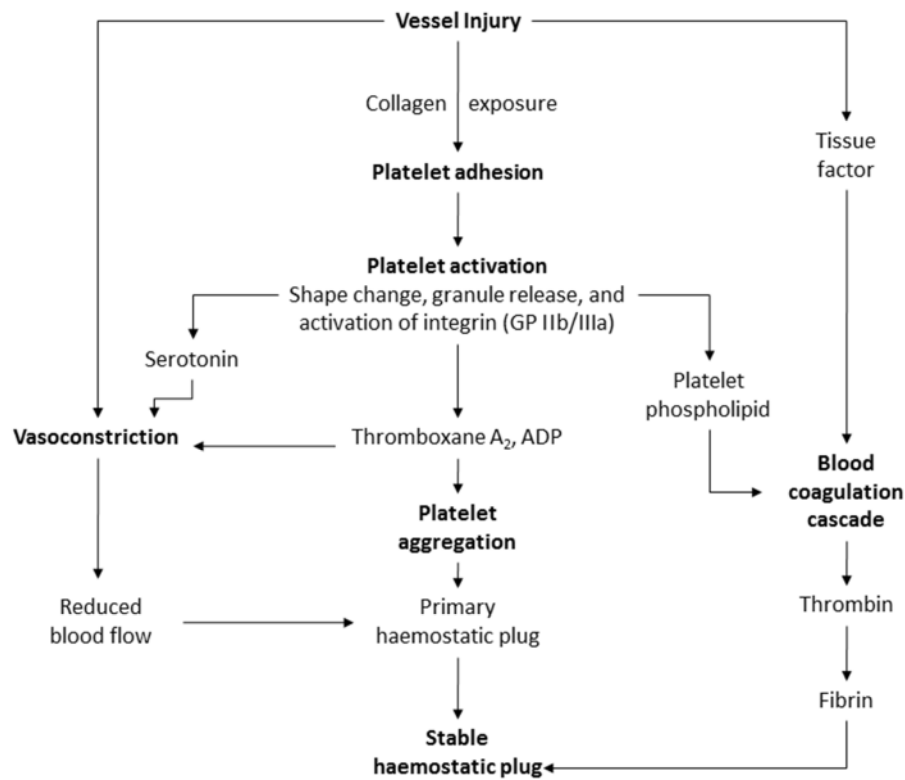 Vessel Injury
Collagen exposure
Tissue
factor
Platelet adhesion
Platelet activation
Shape change, granule release, and
activation of integrin (GP IIb/IIIa)
Serotonin
Platelet
phospholipid
Vasoconstriction
Thromboxane A₂, ADP
Blood
coagulation
cascade
Platelet
aggregation
Reduced
blood flow
Primary
haemostatic plug
Thrombin
Fibrin
Stable
haemostatic plug